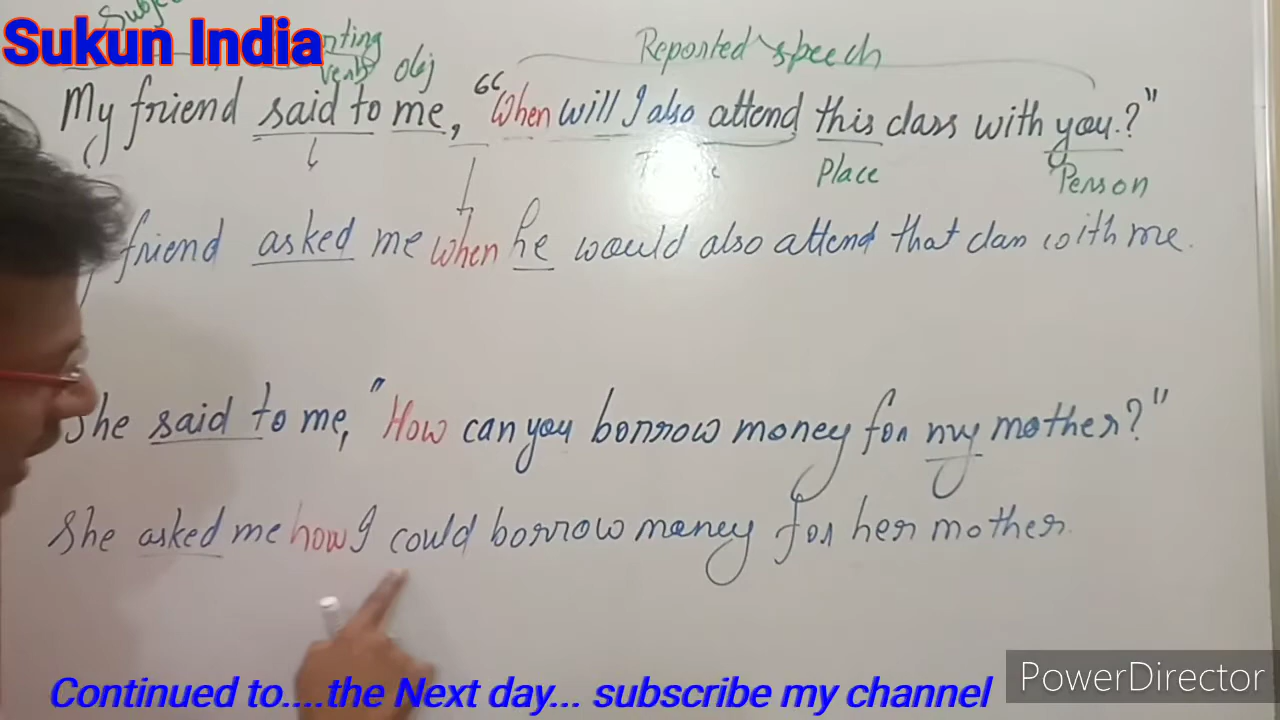 Sukun India
verb Obj
Reported speech
My friend said to me, "When will I also attend this class with you.?"
Place
Person
friend asked me when he would also attend that class with me.
She said to me, "How can you borrow money for my mother?"
She asked me how I could borrow money for her mother.
Continued to....the Next day... subscribe my channel
PowerDirector